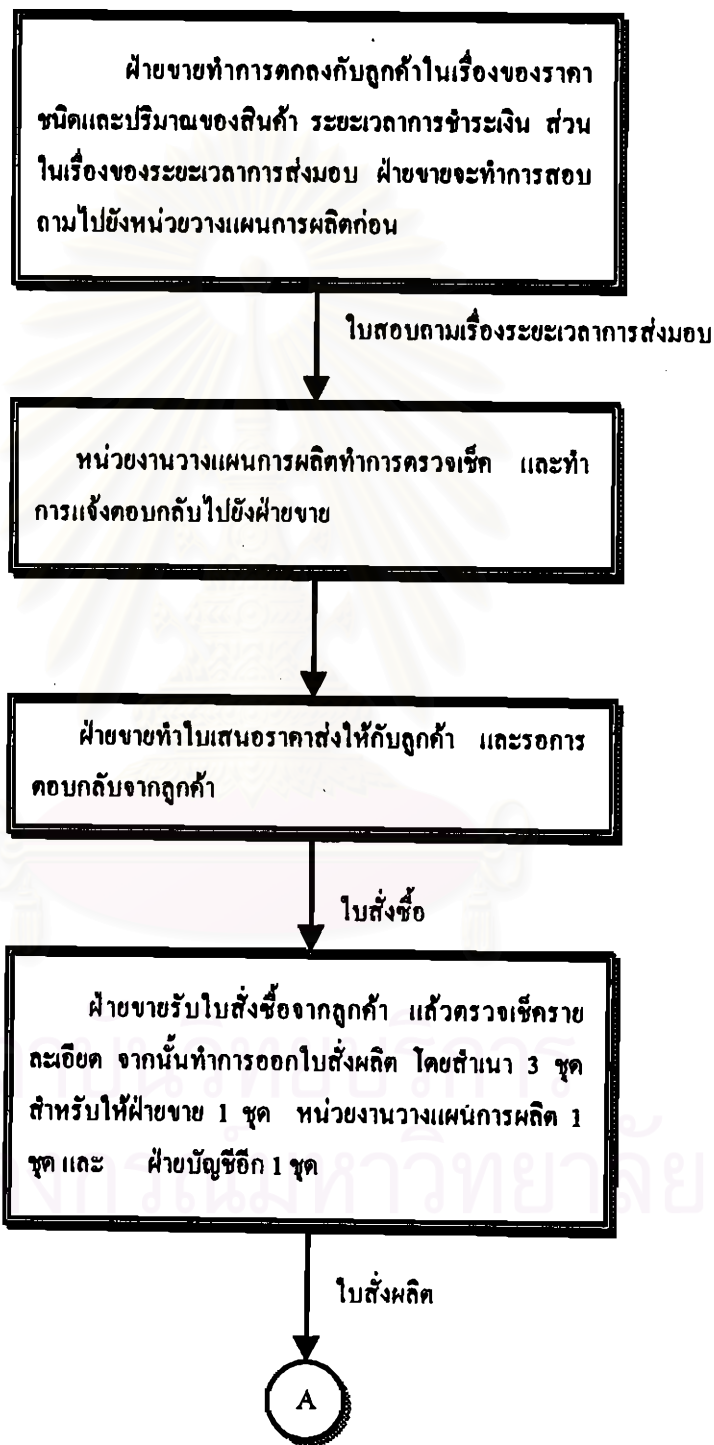 ฝ่ายขายทำการตกลงกับลูกค้าในเรื่องของราคา
ชนิดและปริมาณของสินค้า ระยะเวลาการชำระเงิน ส่วน
ในเรื่องของระยะเวลาการส่งมอบ ฝ่ายขายจะทำการสอบ
ถามไปยังหน่วยวางแผนการผลิตก่อน
ใบสอบถามเรื่องระยะเวลาการส่งมอบ
หน่วยงานวางแผนการผลิตทำการตรวจเช็ค และทำ
การแจ้งตอบกลับไปยังฝ่ายขาย
ฝ่ายขายทำใบเสนอราคาส่งให้กับลูกค้า และรอการ
ตอบกลับจากลูกค้า
ใบสั่งซื้อ
ฝ่ายขายรับใบสั่งซื้อจากลูกค้า แล้วตรวจเช็คราย
ละเอียด จากนั้นทำการออกใบสั่งผลิต โดยสำเนา 3 ชุด
สำหรับให้ฝ่ายขาย 1 ชุด หน่วยงานวางแผนการผลิต 1
ชุด และ ฝ่ายบัญชีอีก 1 ชุด
ใบสั่งผลิต
A